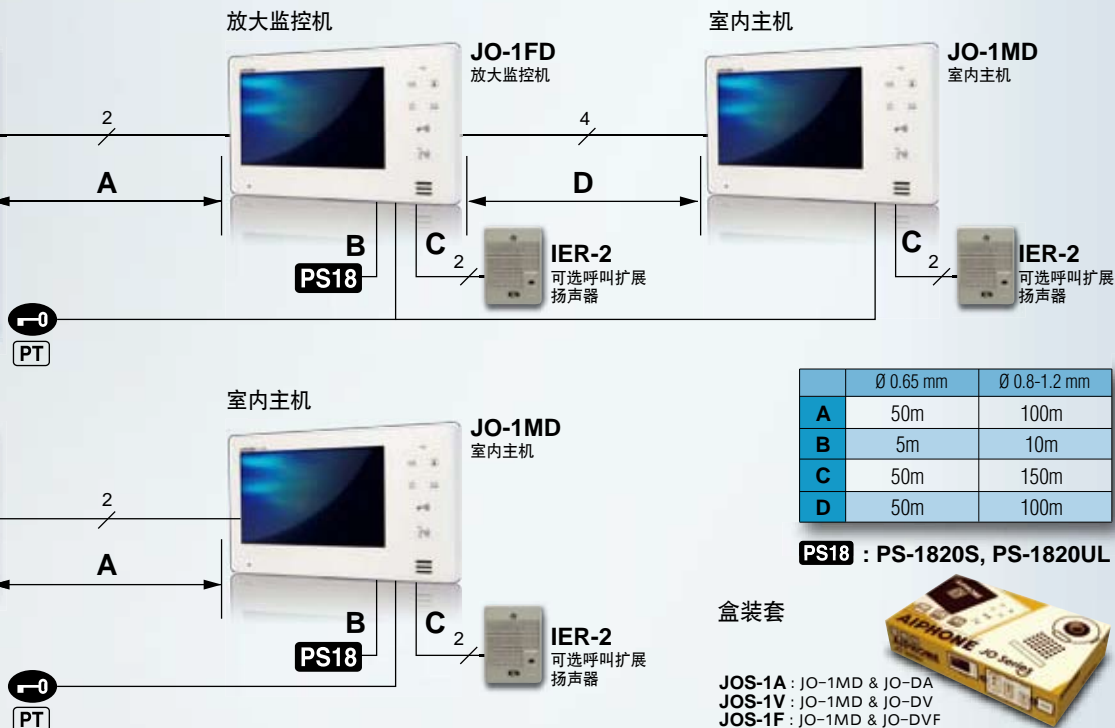 放大监控机
室内主机
JO-1FD
放大监控机
JO-1MD
室内主机
2
4
A
D
B
C
2
PS18
IER-2
可选呼叫扩展
扬声器
C
2
IER-2
可选呼叫扩展
扬声器
PT
室内主机
JO-1MD
室内主机
2
A
B
C
2
PS18
IER-2
可选呼叫扩展
扬声器
PT
Ø 0.65 mm Ø 0.8-1.2 mm
A 50m 100m
B 5m 10m
C 50m 150m
D 50m 100m
PS18 : PS-1820S, PS-1820UL
盒装套
AIPHONE JO Series
JOS-1A : JO-1MD & JO-DA
JOS-1V : JO-1MD & JO-DV
JOS-1F : JO-1MD & JO-DVF